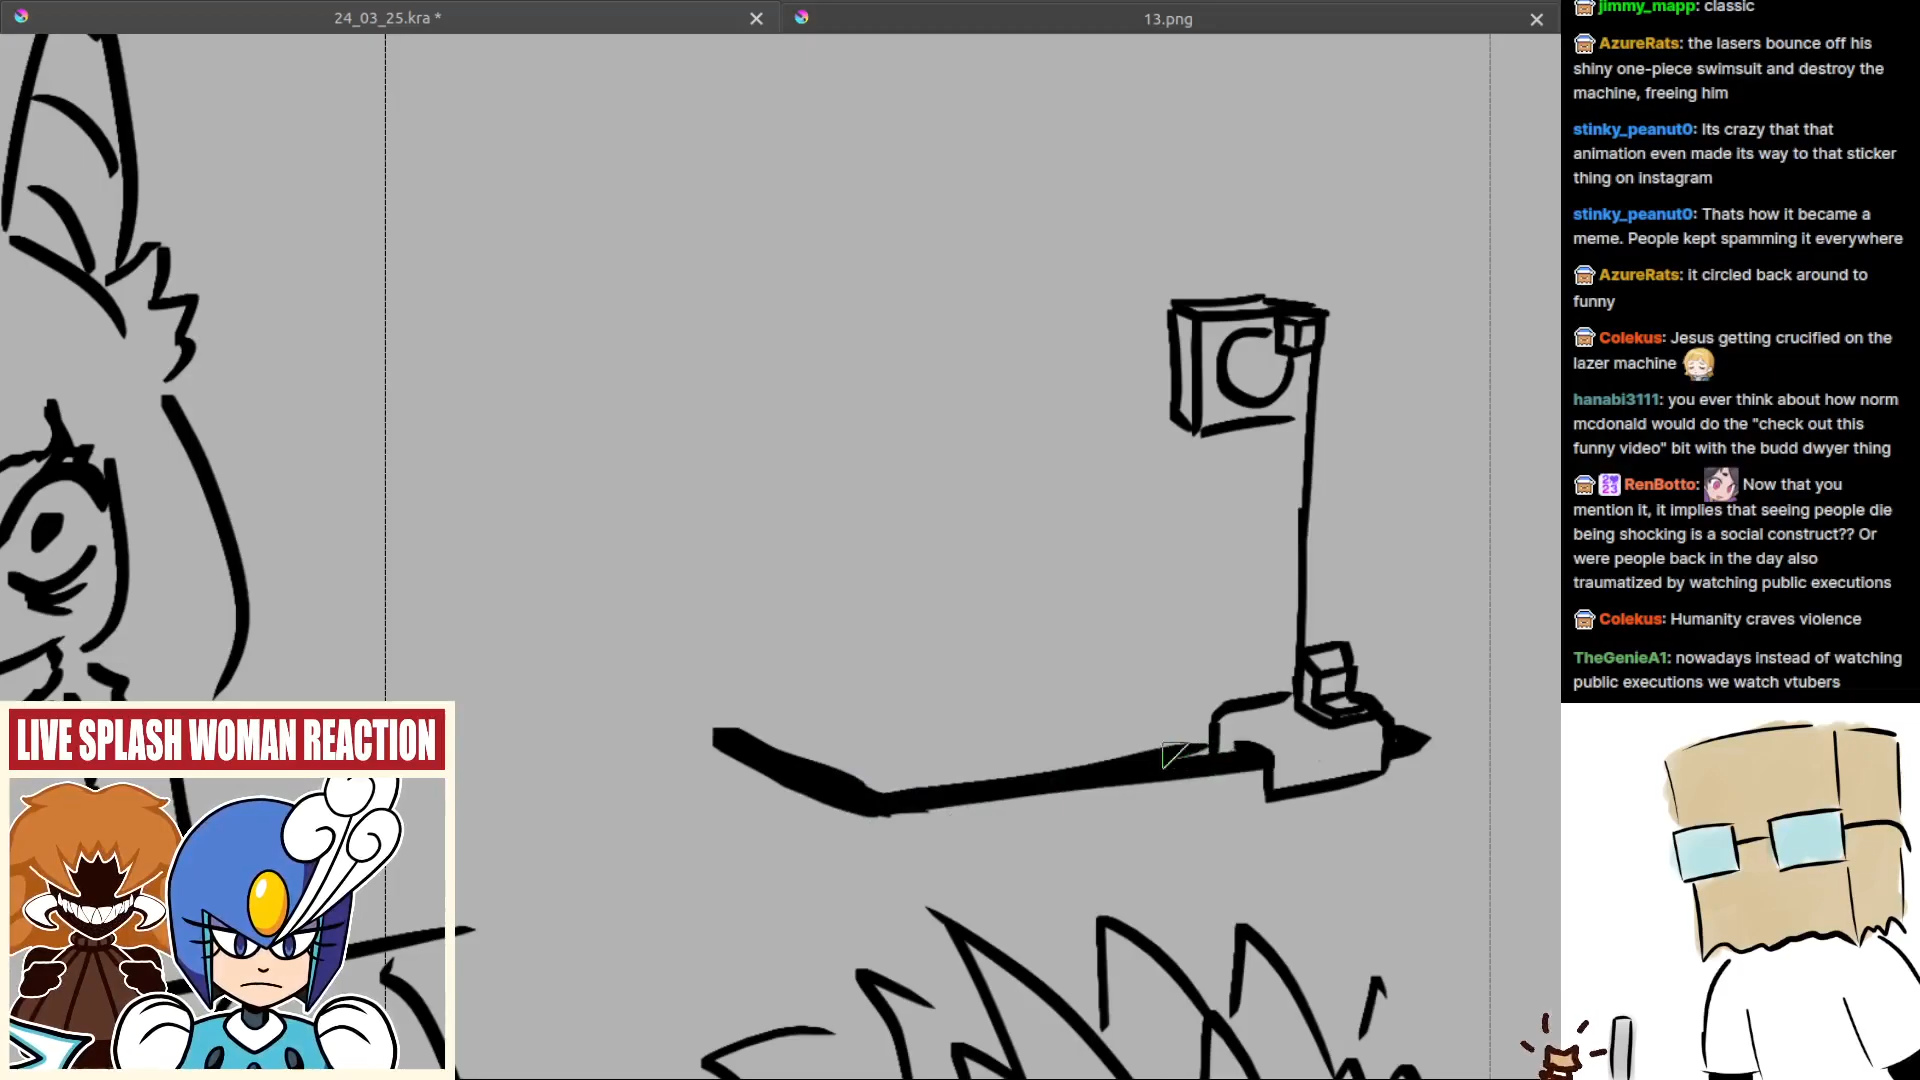 24_03_25.kra *
13.png
jimmy_mapp: classic
AzureRats: the lasers bounce off his
shiny one-piece swimsuit and destroy the
machine, freeing him
stinky_peanut0: Its crazy that that
animation even made its way to that sticker
thing on instagram
stinky_peanut0: Thats how it became a
meme. People kept spamming it everywhere
AzureRats: it circled back around to
funny
Colekus: Jesus getting crucified on the
lazer machine
hanabi3111: you ever think about how norm
mcdonald would do the "check out this
funny video" bit with the budd dwyer thing
RenBotto: Now that you
mention it, it implies that seeing people die
being shocking is a social construct?? Or
were people back in the day also
traumatized by watching public executions
Colekus: Humanity craves violence
TheGenieA1: nowadays instead of watching
public executions we watch vtubers
LIVE SPLASH WOMAN REACTION